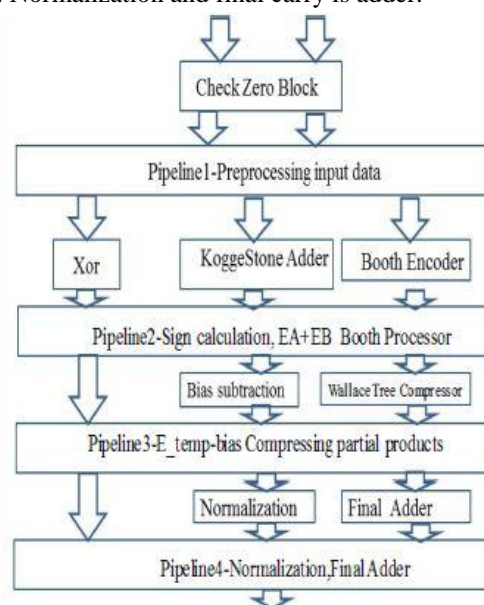 Normalization and final carry is adder.
Check Zero Block
Pipeline1-Preprocessing input data
Xor
KoggeStone Adder
Booth Encoder
Pipeline2-Sign calculation, EA+EB Booth Processor
Bias subtraction
Wallace Tree Compressor
Pipeline3-E_temp-bias Compressing partial products
Normalization
Final Adder
Pipeline4-Normalization,Final Adder